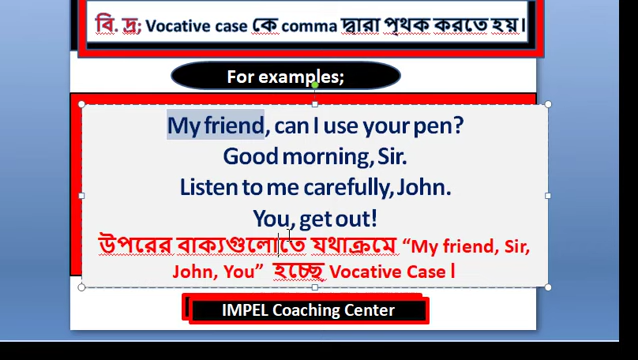 বি. দ্র; Vocative case কে comma দ্বারা পৃথক করতে হয়।
For examples;
My friend, can I use your pen?
Good morning, Sir.
Listen to me carefully, John.
You, get out!
উপরের বাক্যগুলোতে যথাক্রমে “My friend, Sir,
John, You” হচ্ছে Vocative Case।
IMPEL Coaching Center